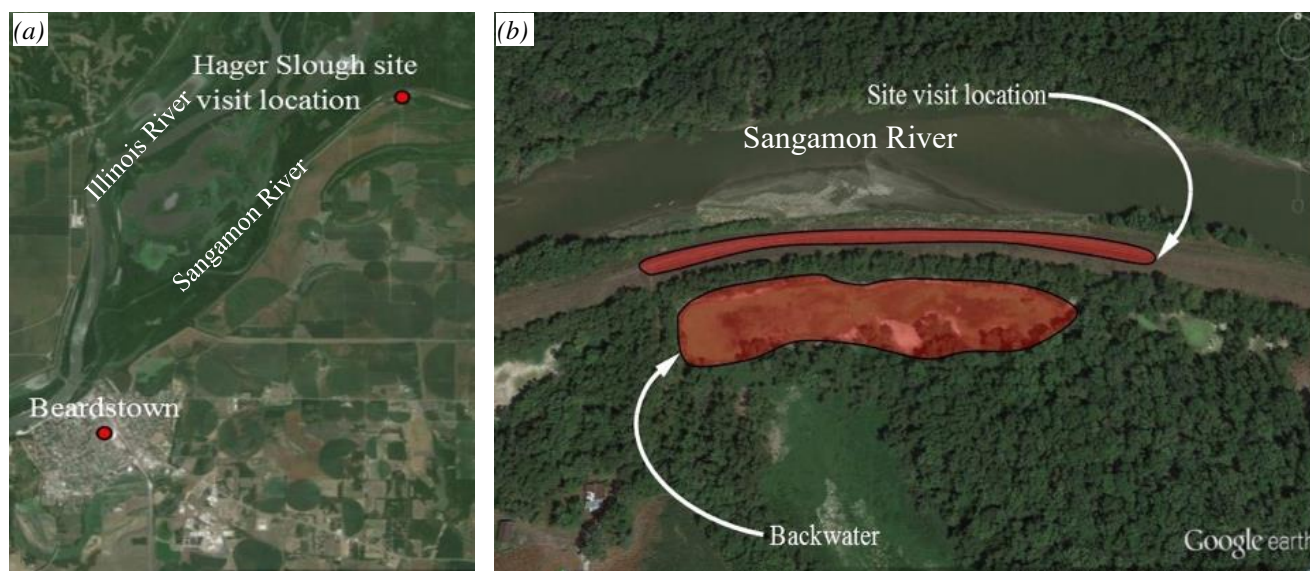 (a)
Hager Slough site
visit location
Illinois River
Sangamon River
Beardstown
(b)
Site visit location
Sangamon River
Backwater
Google earth